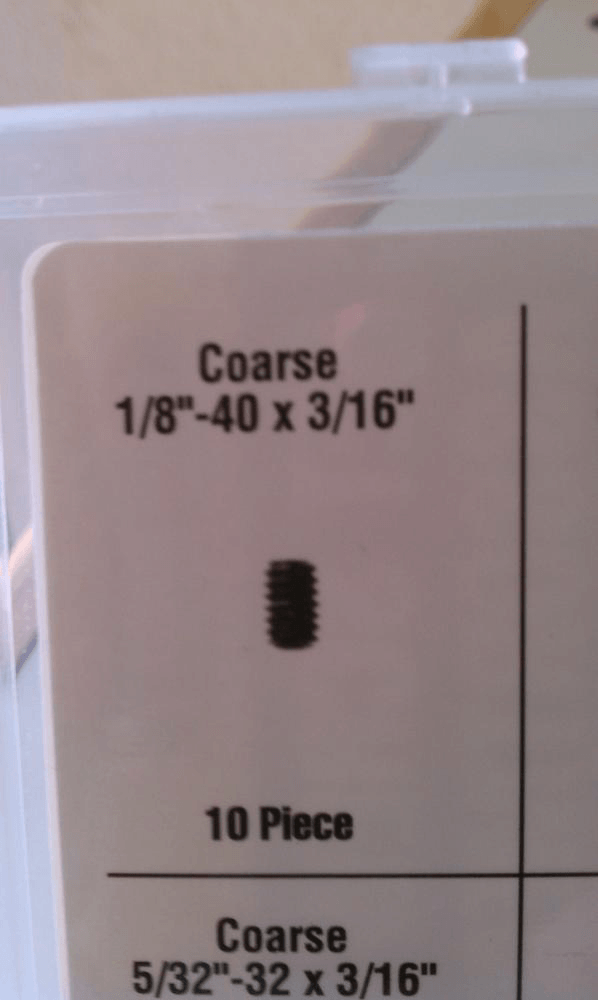 Coarse
1/8"-40 x 3/16"
10 Piece
Coarse
5/32"-32 x 3/16"